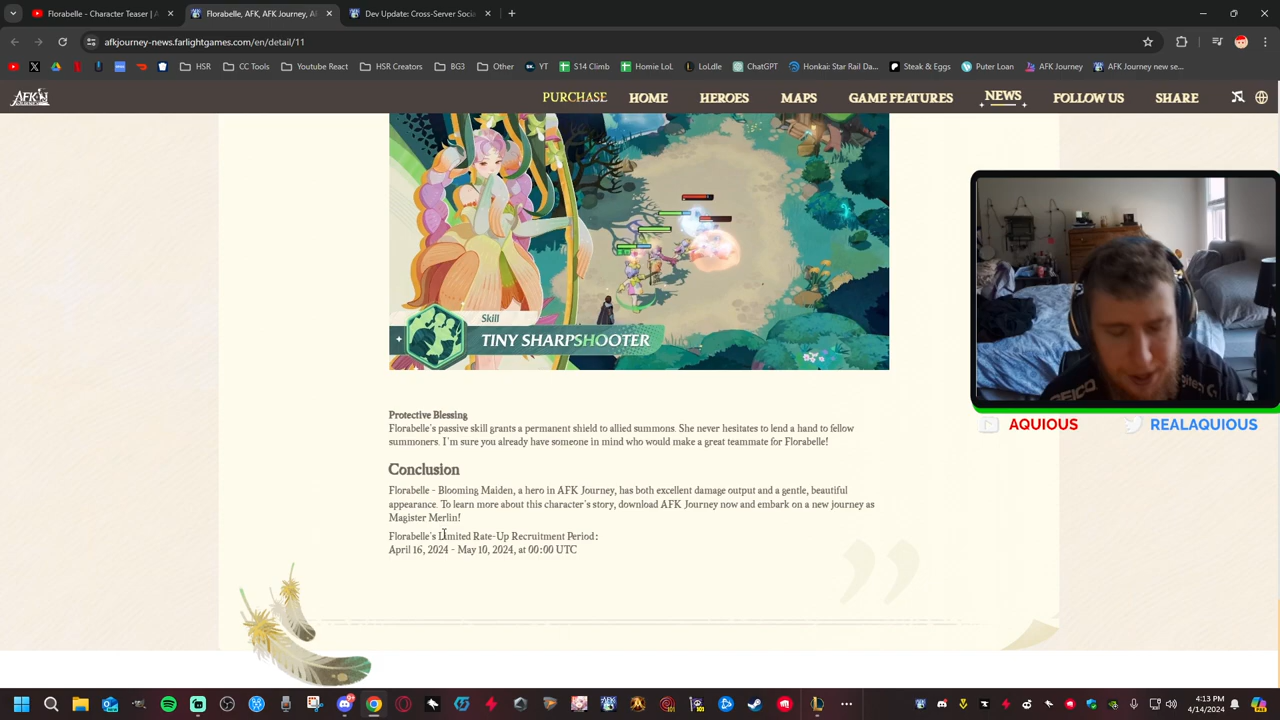 Florabelle - Character Teaser | A
Florabelle, AFK, AFK Journey, AF
Dev Update: Cross-Server Socia
afkjourney-news.farlightgames.com/en/detail/11
HSR
CC Tools
Youtube React
HSR Creators
BG3
Other
YT
S14 Climb
Homie LoL
LoLdle
ChatGPT
Honkai: Star Rail Da...
Steak & Eggs
Puter Loan
AFK Journey
AFK Journey new se...
AFK
PURCHASE
HOME
HEROES
MAPS
GAME FEATURES
NEWS
FOLLOW US
SHARE
Skill
TINY SHARPSHOOTER
Protective Blessing
Florabelle's passive skill grants a permanent shield to allied summons. She never hesitates to lend a hand to fellow
summoners. I'm sure you already have someone in mind who would make a great teammate for Florabelle!
Conclusion
Florabelle - Blooming Maiden, a hero in AFK Journey, has both excellent damage output and a gentle, beautiful
appearance. To learn more about this character's story, download AFK Journey now and embark on a new journey as
Magister Merlin!
Florabelle's Limited Rate-Up Recruitment Period:
April 16, 2024 - May 10, 2024, at 00:00 UTC
GEICO
AQUIOUS
REALAQUIOUS
4:13 PM
4/14/2024